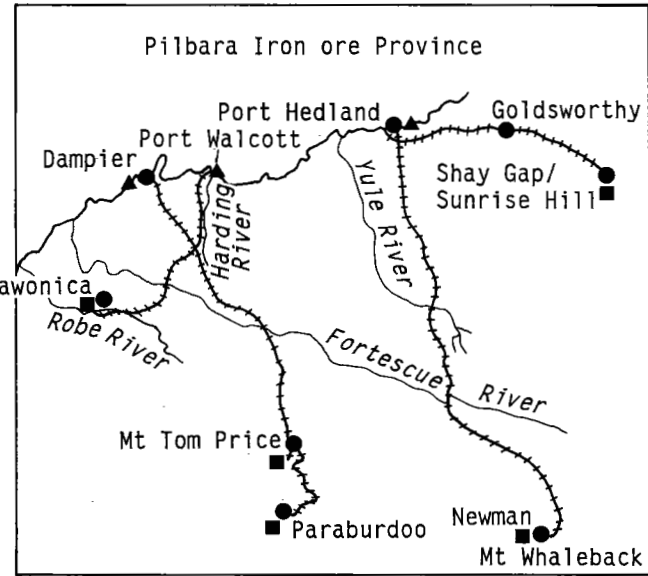 Pilbara Iron ore Province
Port Hedland
Goldsworthy
Port Walcott
Dampier
Shay Gap/
Sunrise Hill
Harding
River
Yule River
awonica
Robe River
Fortescue River
Mt Tom Price
Paraburdoo
Newman
Mt Whaleback